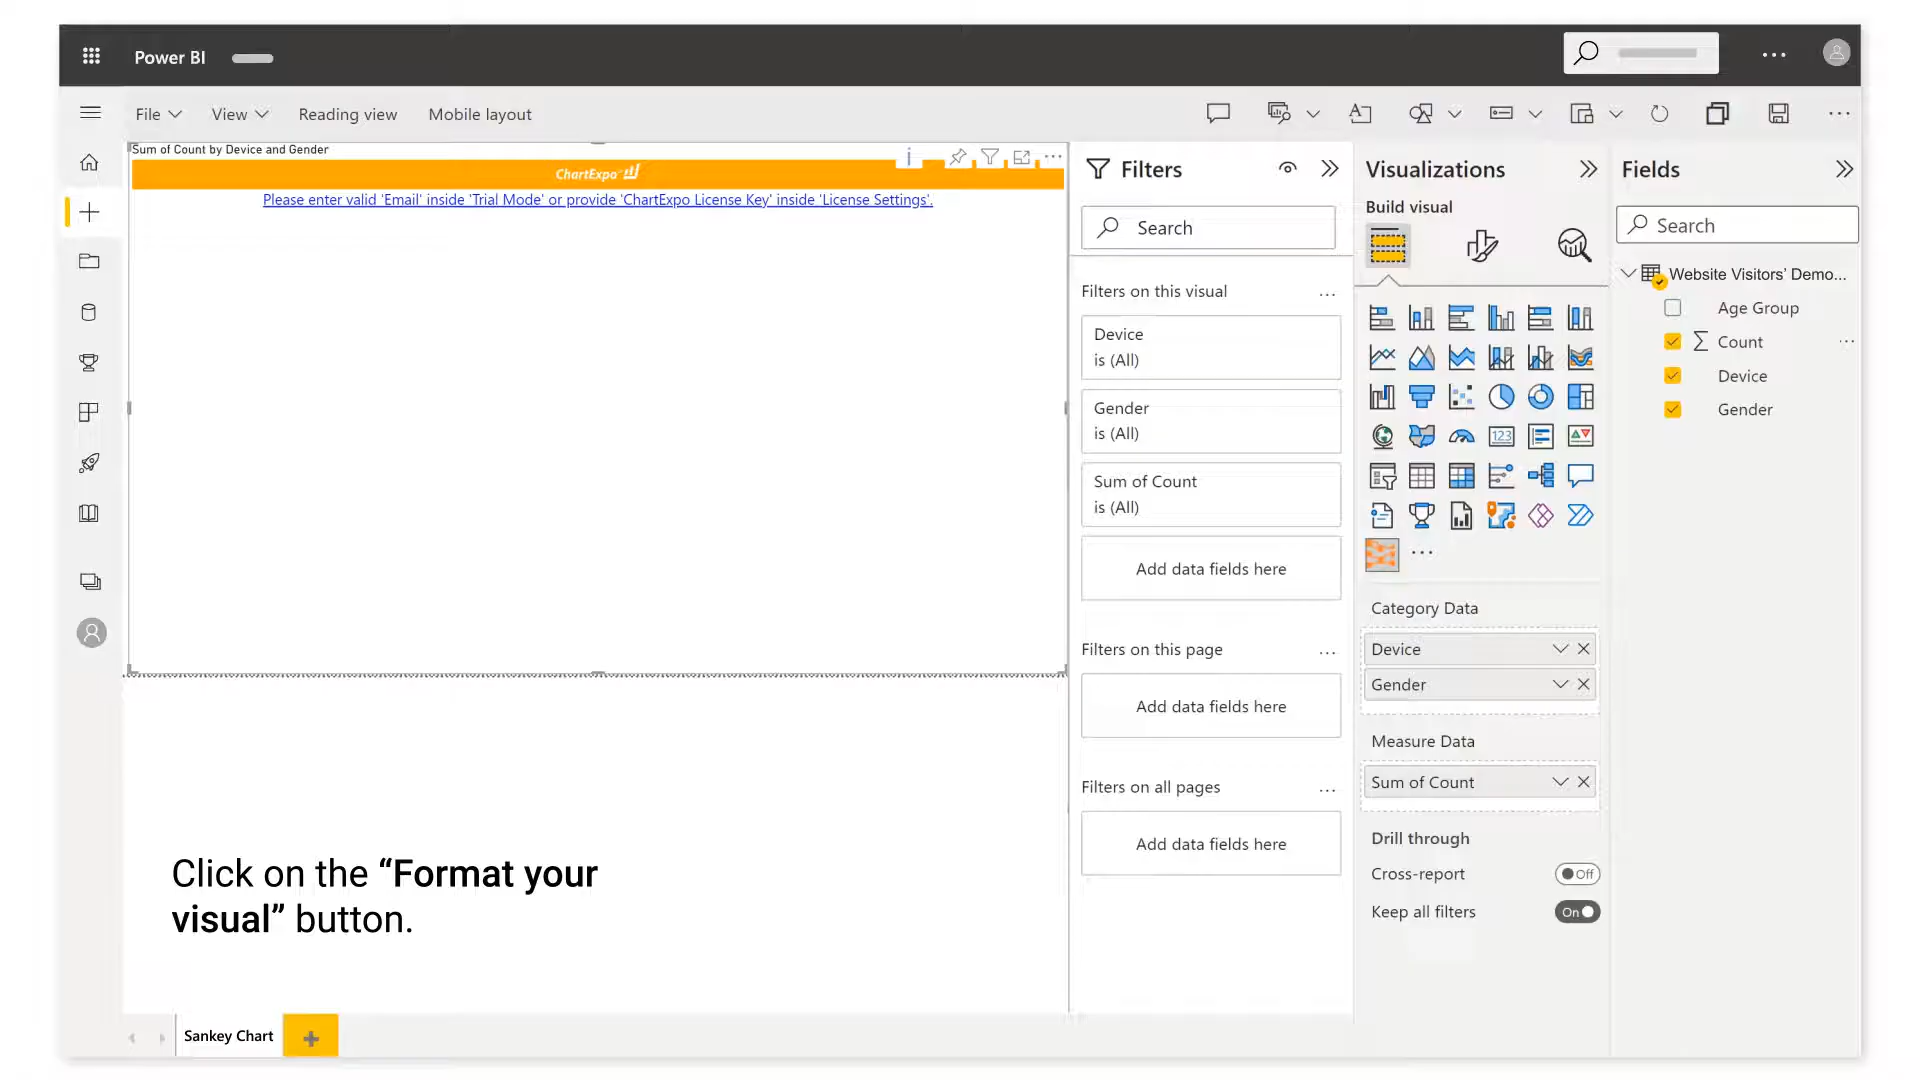 Power BI
File
View
Reading view
Mobile layout
Sum of Count by Device and Gender
ChartExpo
Please enter valid 'Email' inside 'Trial Mode' or provide 'ChartExpo License Key' inside 'License Settings'.
Click on the “Format your
visual” button.
Sankey Chart
Filters
Search
Filters on this visual
Device
is (All)
Gender
is (All)
Sum of Count
is (All)
Add data fields here
Filters on this page
Add data fields here
Filters on all pages
Add data fields here
Visualizations
Build visual
123
Category Data
Device
Gender
Measure Data
Sum of Count
Drill through
Cross-report
Off
Keep all filters
On
Fields
Search
Website Visitors’ Demo...
Age Group
Count
Device
Gender